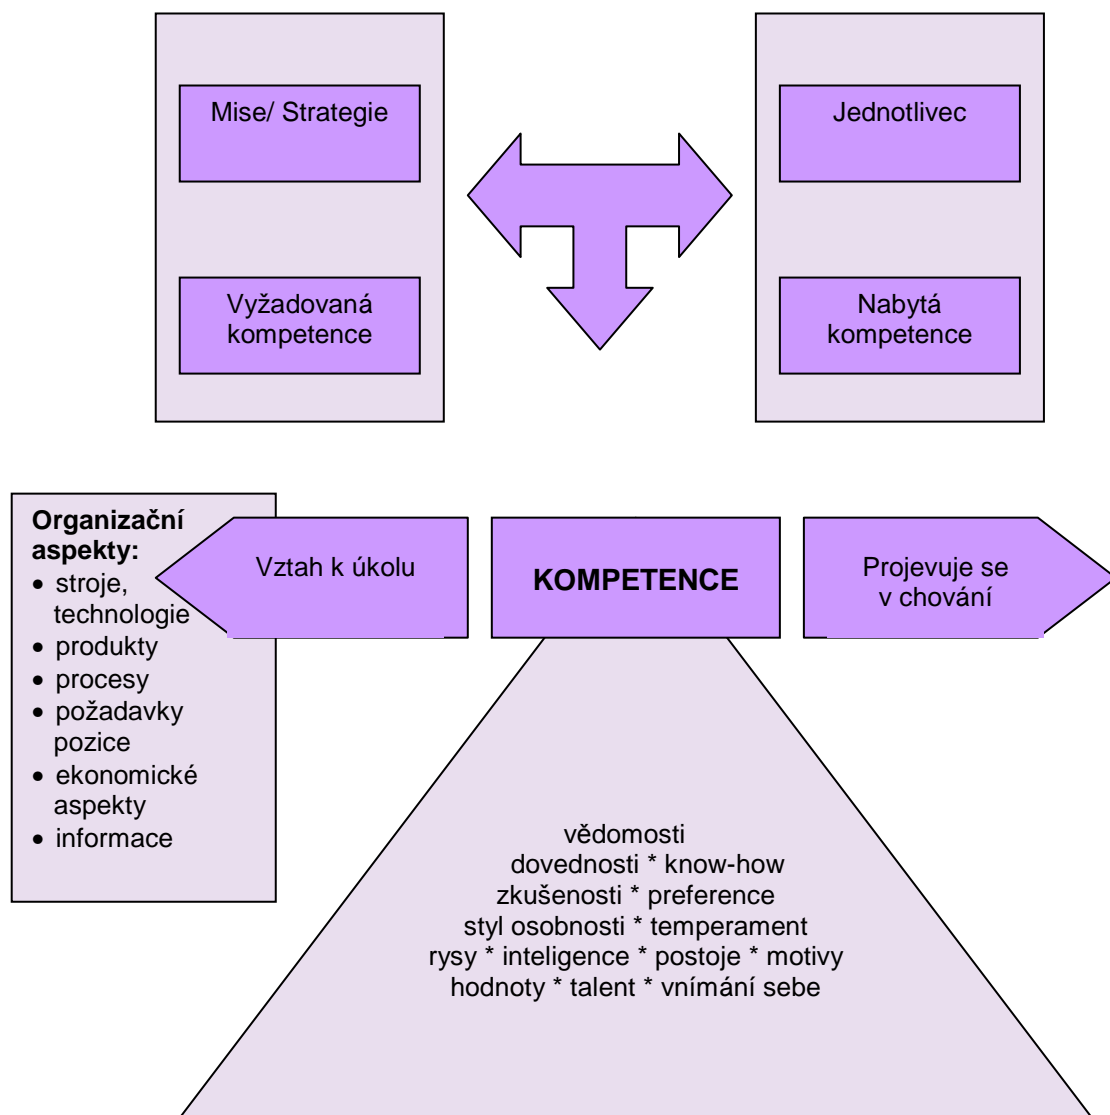 Mise/ Strategie
Jednotlivec
Vyžadovaná
kompetence
Nabytá
kompetence
Organizační
aspekty:
• stroje,
technologie
• produkty
• procesy
• požadavky
pozice
• ekonomické
aspekty
• informace
Vztah k úkolu
KOMPETENCE
Projevuje se
v chování
vědomosti
dovednosti * know-how
zkušenosti * preference
styl osobnosti * temperament
rysy * inteligence * postoje * motivy
hodnoty * talent * vnímání sebe